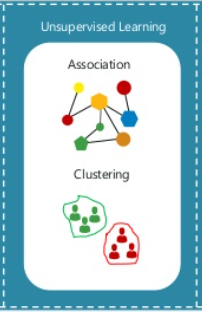 Unsupervised Learning
Association
Clustering